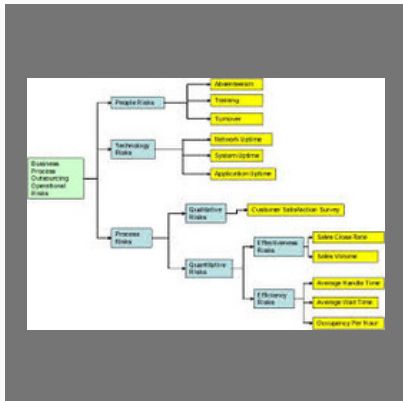 Absenteeism
People Risks
Training
Turnover
Technology
Risks
Network Uptime
System Uptime
Application Uptime
Business
Process
Outsourcing
Operational
Risks
Qualitative
Risks
Customer Satisfaction Survey
Process
Risks
Quantitative
Risks
Effectiveness
Risks
Sales Close Rate
Sales Volume
Efficiency
Risks
Average Handle Time
Average Wait Time
Occupancy Per Hour